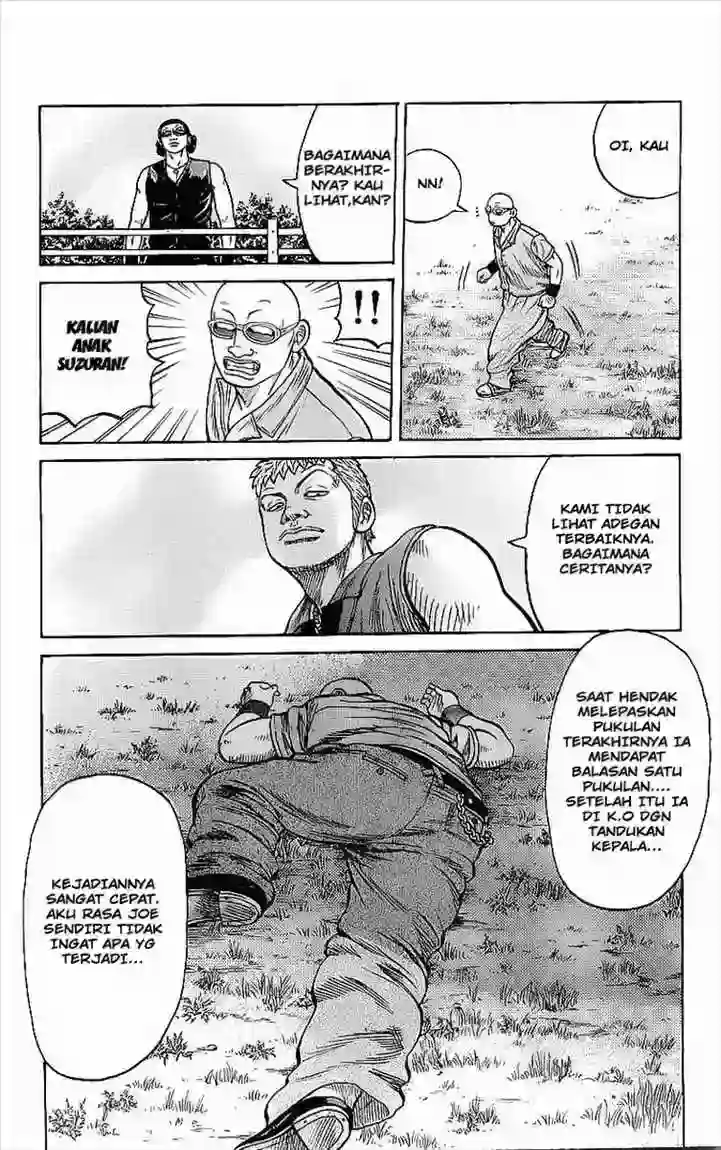 OI, KAU
NN!
BAGAIMANA
BERAKHIR-
NYA? KAU
LIHAT,KAN?
!!
KALIAN
ANAK
SUZURAN!
KAMI TIDAK
LIHAT ADEGAN
TERBAIKNYA.
BAGAIMANA
CERITANYA?
SAAT HENDAK
MELEPASKAN
PUKULAN
TERAKHIRNYA IA
MENDAPAT
BALASAN SATU
PUKULAN....
SETELAH ITU IA
DI K.O DGN
TANDUKAN
KEPALA...
KEJADIANNYA
SANGAT CEPAT.
AKU RASA JOE
SENDIRI TIDAK
INGAT APA YG
TERJADI...